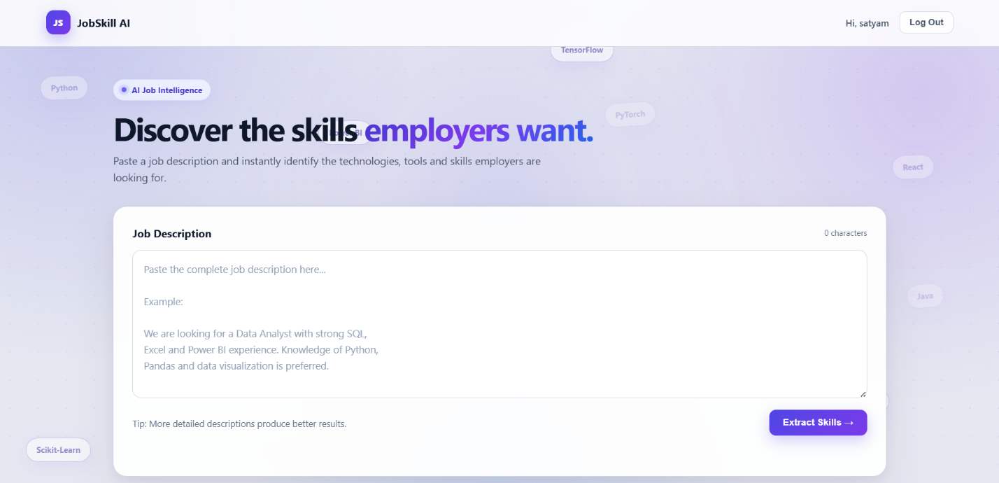 JS JobSkill AI
Hi, satyam
Log Out
TensorFlow
Python
AI Job Intelligence
PyTorch
Discover the skills employers want.
React
Paste a job description and instantly identify the technologies, tools and skills employers are
looking for.
Job Description
0 characters
Paste the complete job description here...
Example:
We are looking for a Data Analyst with strong SQL,
Excel and Power BI experience. Knowledge of Python,
Pandas and data visualization is preferred.
Java
Tip: More detailed descriptions produce better results.
Extract Skills →
Scikit-Learn